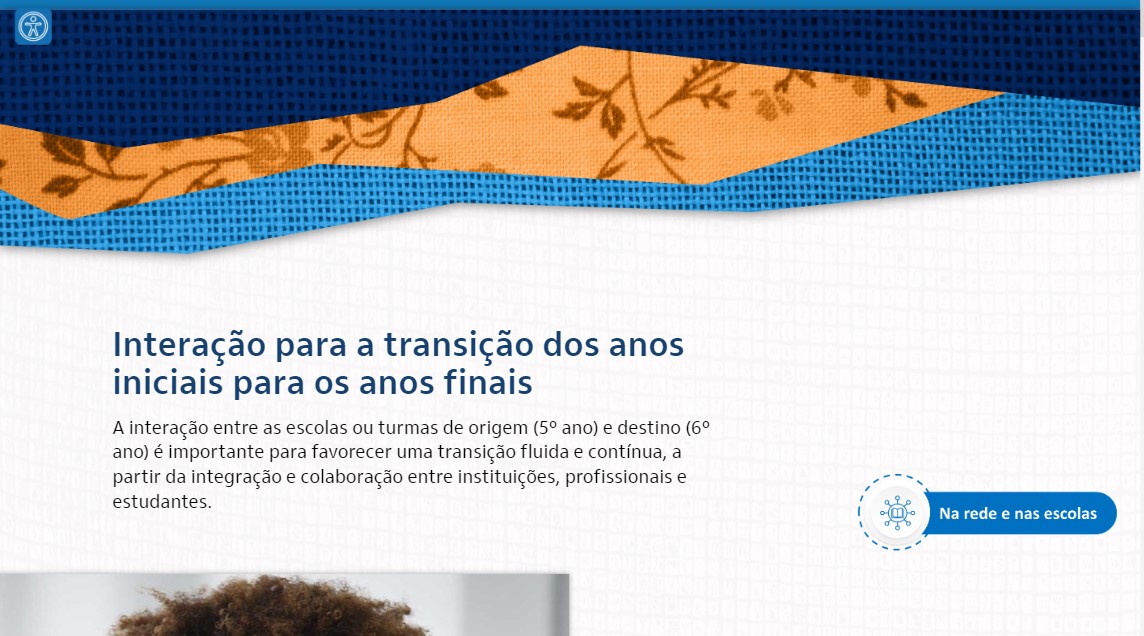 Interação para a transição dos anos
iniciais para os anos finais
A interação entre as escolas ou turmas de origem (5º ano) e destino (6º
ano) é importante para favorecer uma transição fluida e contínua, a
partir da integração e colaboração entre instituições, profissionais e
estudantes.
Na rede e nas escolas